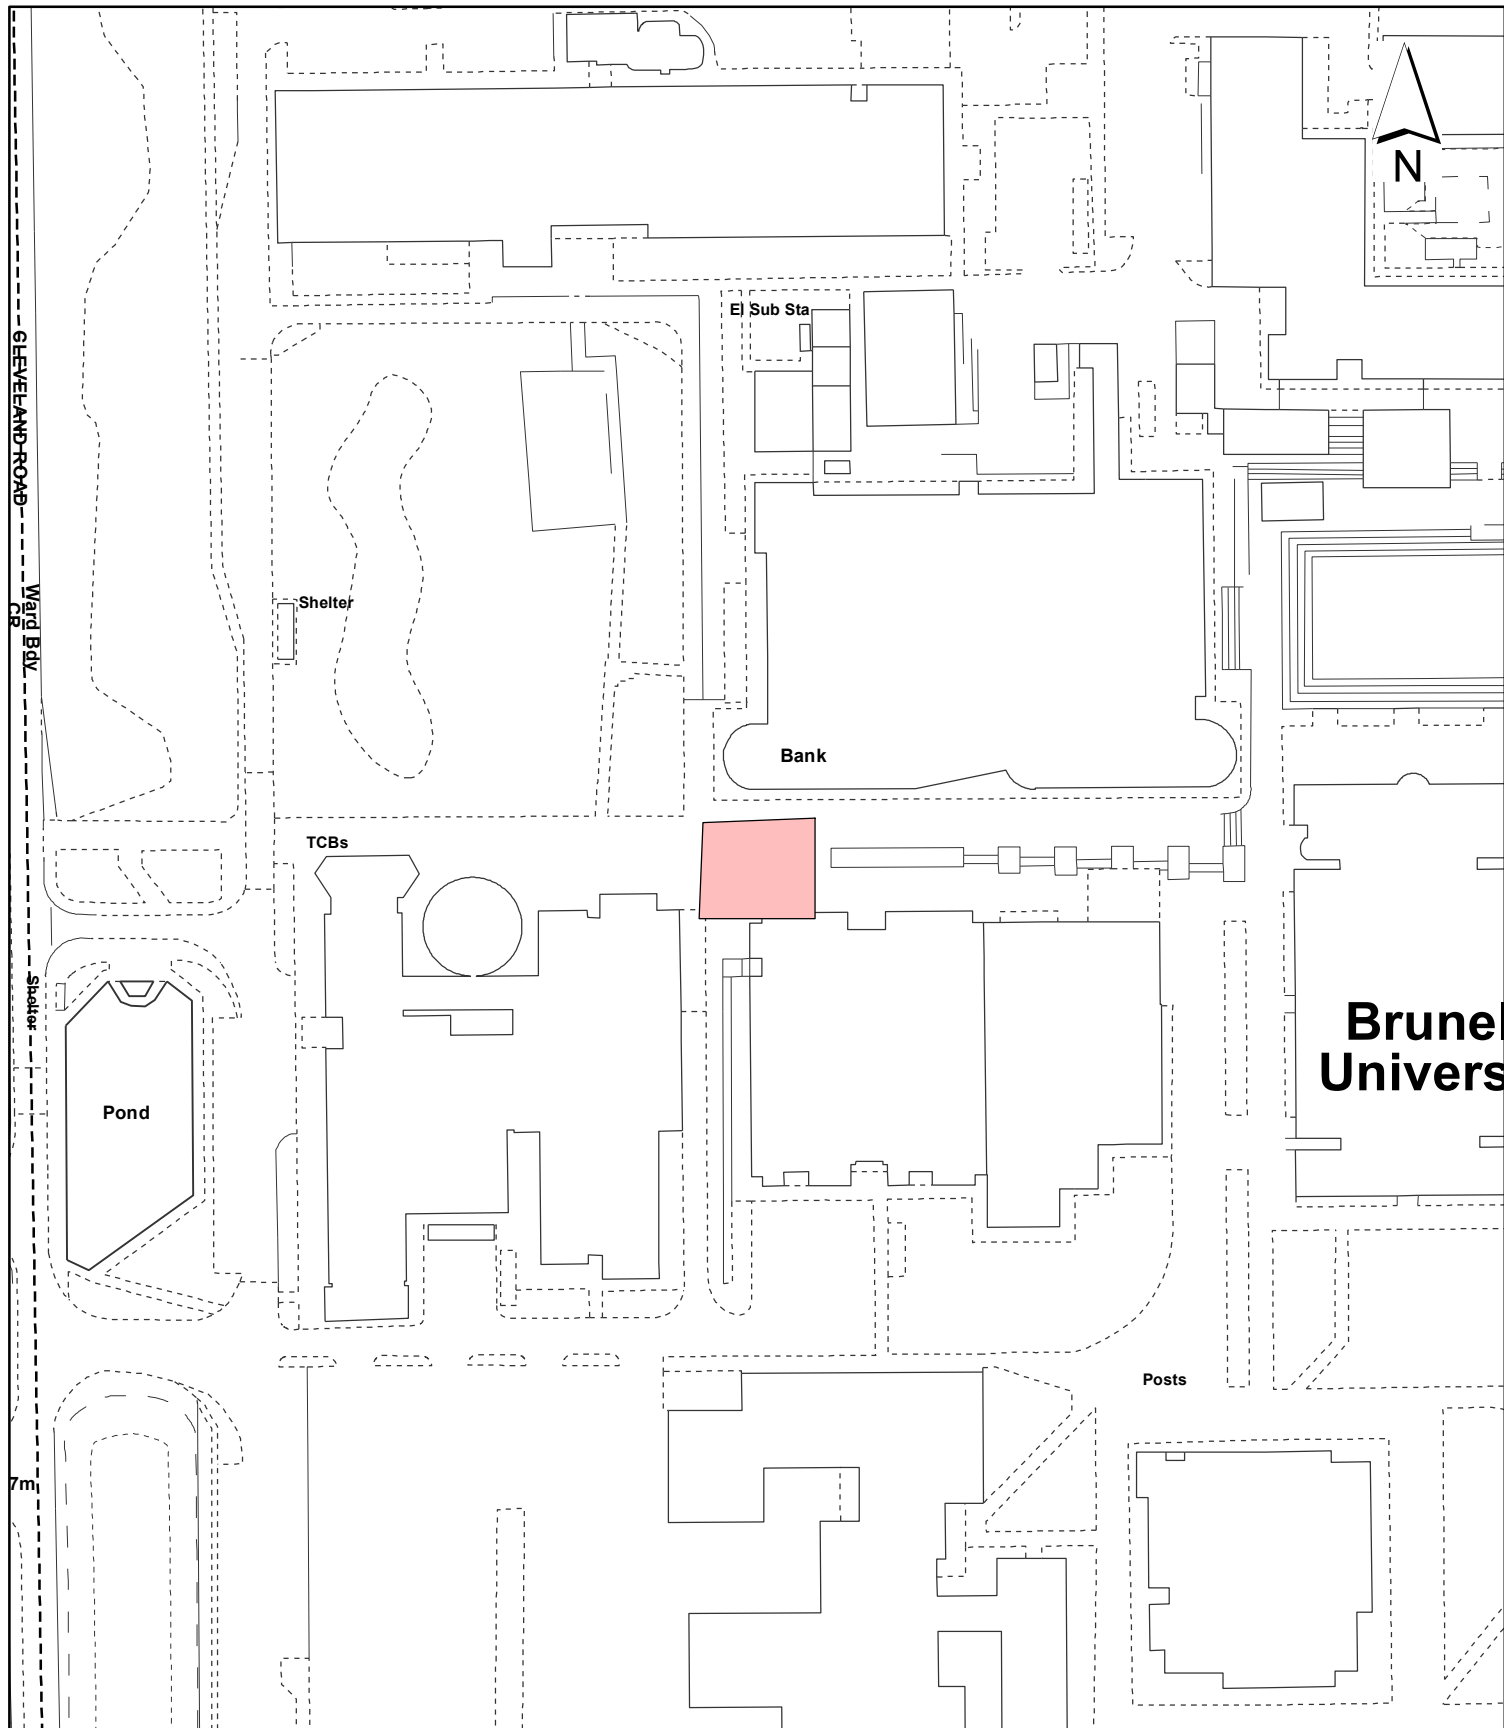 N
El Sub Sta
CLEVELAND ROAD
Shelter
Ward Bdy
CR
Bank
TCBs
Shelter
Brunel
Univers
Pond
Posts
7m